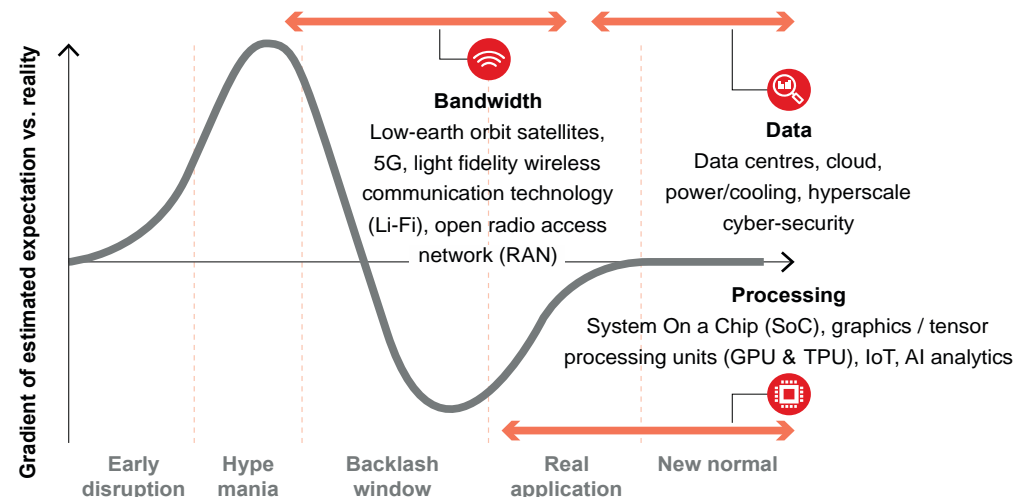 Gradient of estimated expectation vs. reality
Bandwidth
Low-earth orbit satellites,
5G, light fidelity wireless
communication technology
(Li-Fi), open radio access
network (RAN)
Data
Data centres, cloud,
power/cooling, hyperscale
cyber-security
Processing
System On a Chip (SoC), graphics / tensor
processing units (GPU & TPU), IoT, AI analytics
Early
disruption
Hype
mania
Backlash
window
Real
application
New normal